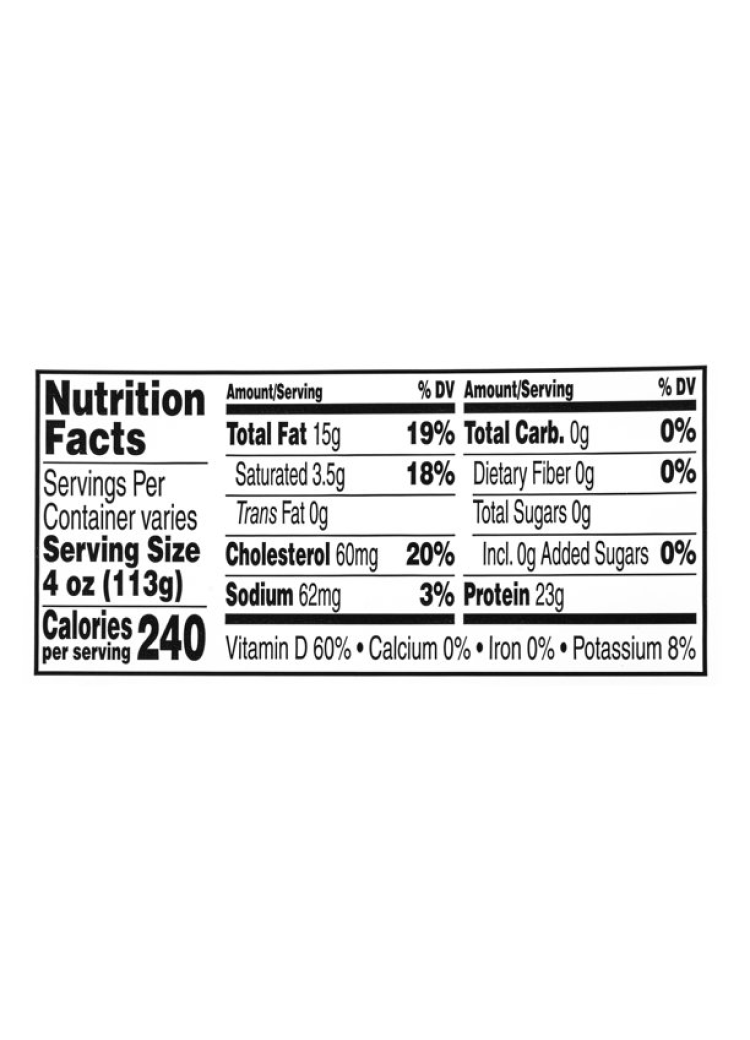 Nutrition
Facts
Servings Per
Container varies
Serving Size
4 oz (113g)
Calories
per serving 240
Amount/Serving % DV
Total Fat 15g 19%
Saturated 3.5g 18%
Trans Fat 0g
Cholesterol 60mg 20%
Sodium 62mg 3%
Amount/Serving % DV
Total Carb. 0g 0%
Dietary Fiber 0g 0%
Total Sugars 0g
Incl. 0g Added Sugars 0%
Protein 23g
Vitamin D 60% • Calcium 0% • Iron 0% • Potassium 8%